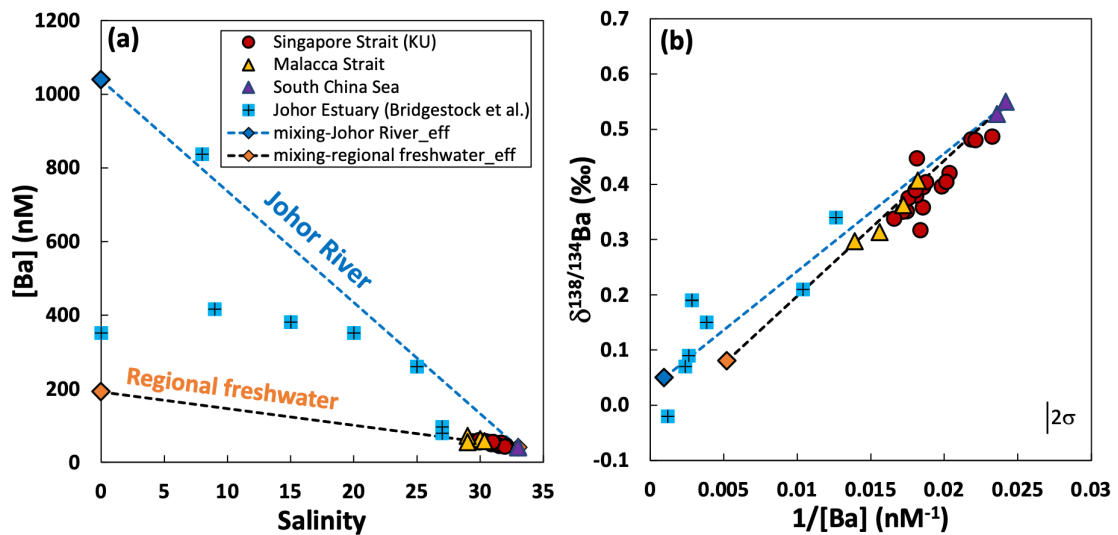 (a)
1200
1000
800
600
400
200
0
[Ba] (nM)
0 5 10 15 20 25 30 35
Salinity
Singapore Strait (KU)
Malacca Strait
South China Sea
Johor Estuary (Bridgestock et al.)
mixing-Johor River_eff
mixing-regional freshwater_eff
Johor River
Regional freshwater
(b)
0.7
0.6
0.5
0.4
0.3
0.2
0.1
0.0
-0.1
δ138/134Ba (‰)
0 0.005 0.01 0.015 0.02 0.025 0.03
1/[Ba] (nM-1)
2σ